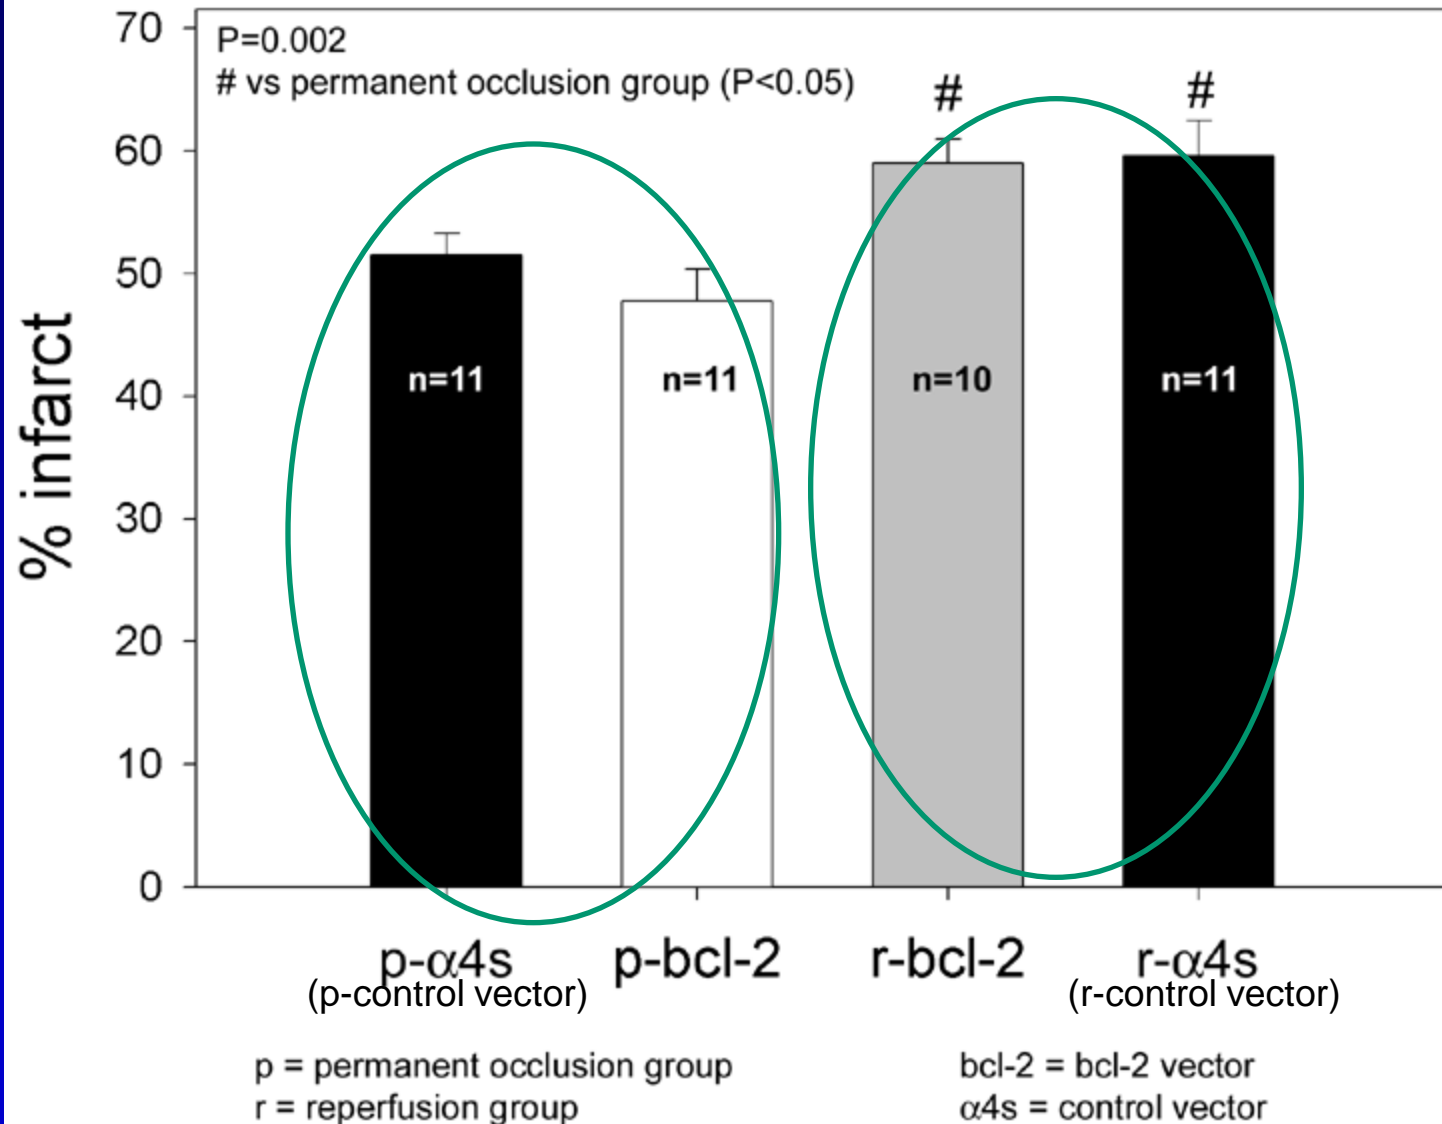 70
P=0.002
# vs permanent occlusion group (P<0.05)
# #
60
50
n=11 n=11 n=10 n=11
40
% infarct
30
20
10
0
p-α4s p-bcl-2 r-bcl-2 r-α4s
(p-control vector) (r-control vector)
p = permanent occlusion group bcl-2 = bcl-2 vector
r = reperfusion group α4s = control vector